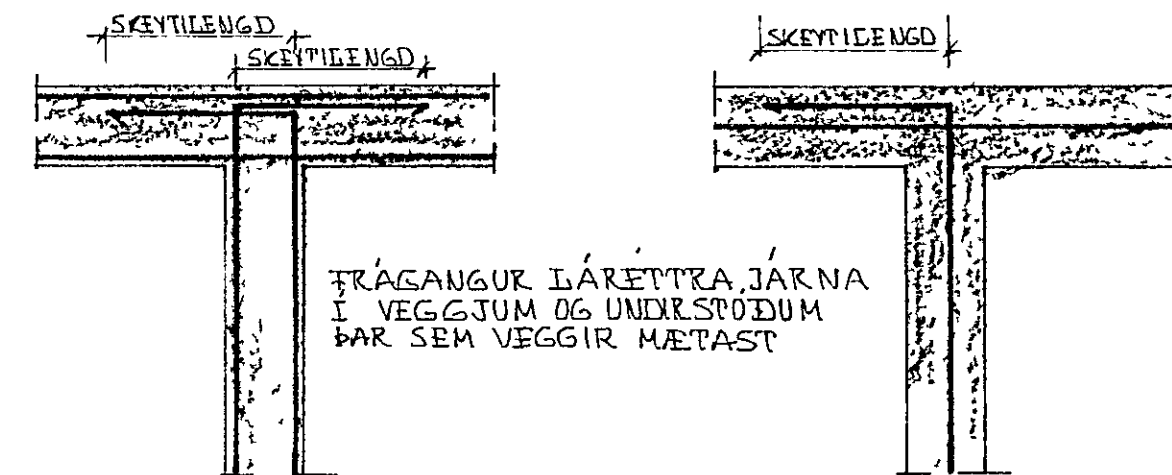 SKEYTILENGD
SKEYTILENGD
SKEYTILENGD
FRÁGANGUR LÁRÉTTRA JÁRNA
Í VEGGJUM OG UNDIRSTÖÐUM
ÞAR SEM VEGGIR MÆTAST